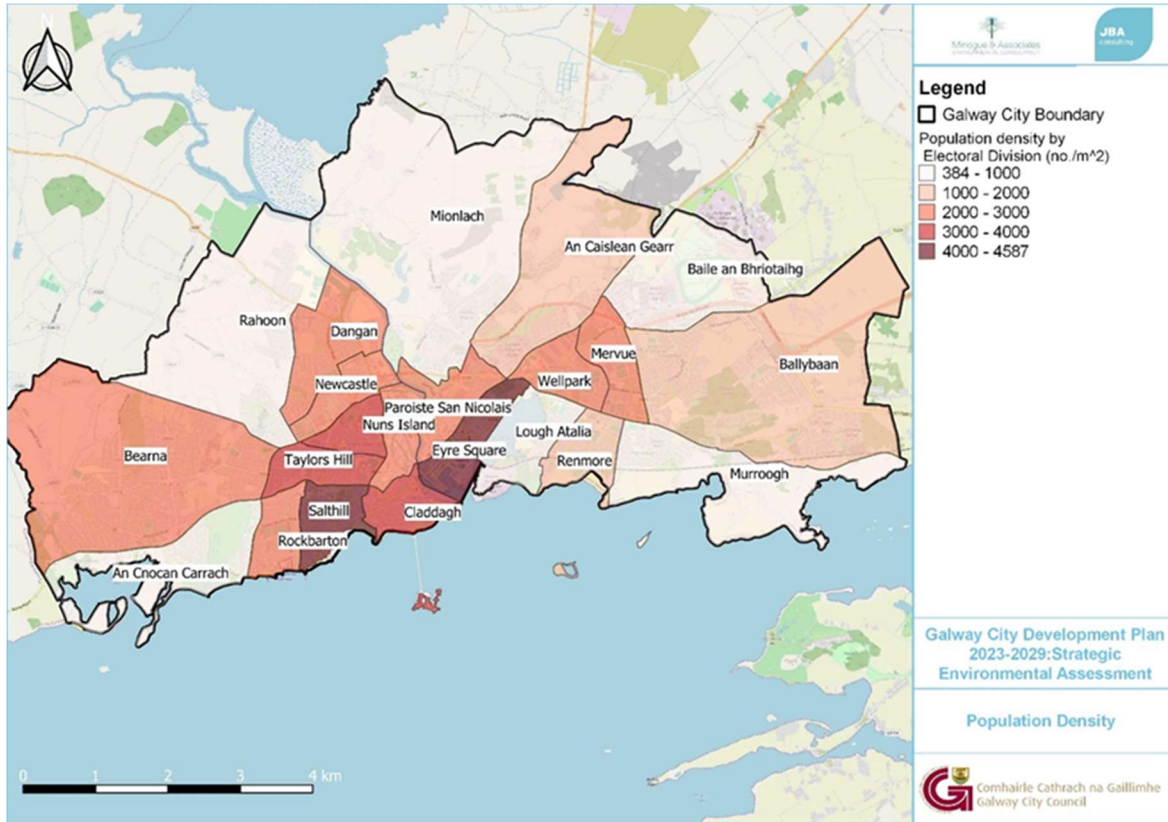 N
Mionlach
An Caislean Gearr
Baile an Bhriotaihg
Rahoon
Dangan
Mervue
Ballybaan
Newcastle
Wellpark
Paroiste San Nicolais
Nuns Island
Lough Atalia
Bearna
Taylors Hill
Eyre Square
Renmore
Murroogh
Salthill
Claddagh
Rockbarton
An Cnocan Carrach
0 1 2 3 4 km
Minogue & Associates
JBA
consulting
Legend
Galway City Boundary
Population density by
Electoral Division (no./m^2)
384 - 1000
1000 - 2000
2000 - 3000
3000 - 4000
4000 - 4587
Galway City Development Plan
2023-2029:Strategic
Environmental Assessment
Population Density
Comhairle Cathrach na Gaillimhe
Galway City Council